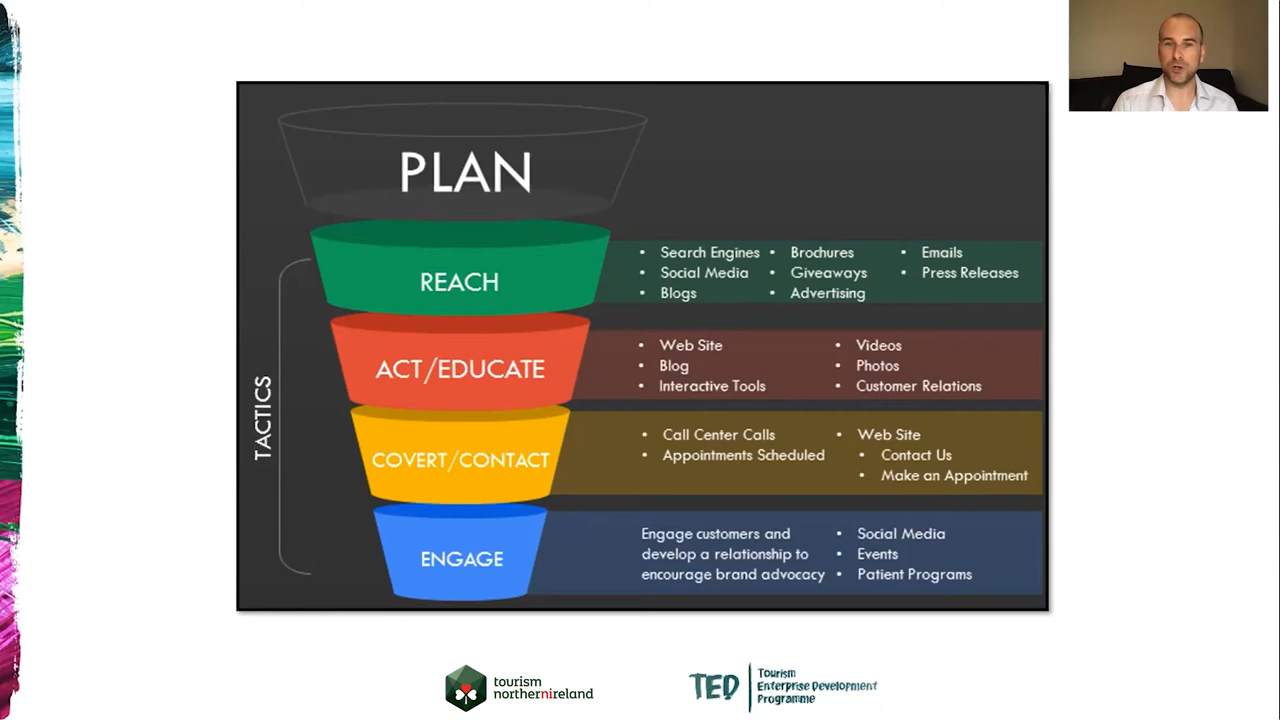 PLAN
REACH
• Search Engines
• Social Media
• Blogs
• Brochures
• Giveaways
• Advertising
• Emails
• Press Releases
TACTICS
ACT/EDUCATE
• Web Site
• Blog
• Interactive Tools
• Videos
• Photos
• Customer Relations
COVERT/CONTACT
• Call Center Calls
• Appointments Scheduled
• Web Site
• Contact Us
• Make an Appointment
ENGAGE
Engage customers and
develop a relationship to
encourage brand advocacy
• Social Media
• Events
• Patient Programs
tourism
northernireland
TED
Tourism
Enterprise Development
Programme